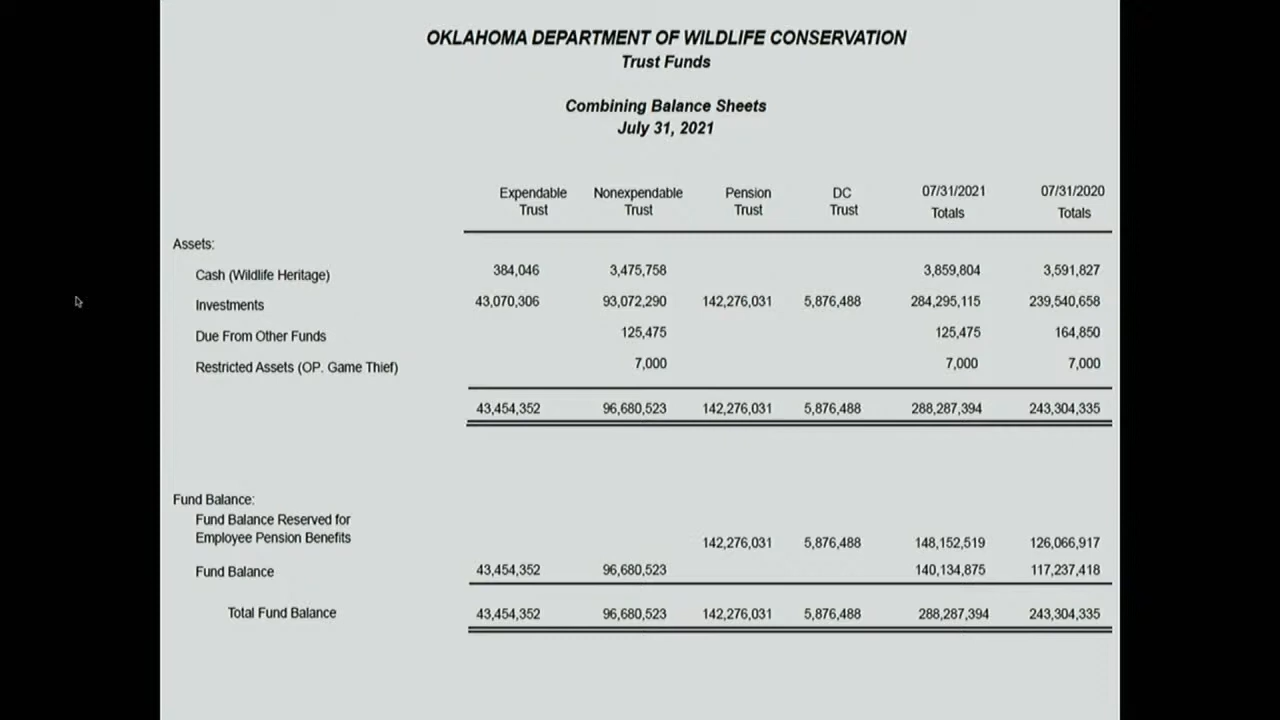 OKLAHOMA DEPARTMENT OF WILDLIFE CONSERVATION
Trust Funds
Combining Balance Sheets
July 31, 2021
Expendable Trust Nonexpendable Trust Pension Trust DC Trust 07/31/2021 Totals 07/31/2020 Totals
Assets:
Cash (Wildlife Heritage) 384,046 3,475,758 3,859,804 3,591,827
Investments 43,070,306 93,072,290 142,276,031 5,876,488 284,295,115 239,540,658
Due From Other Funds 125,475 125,475 164,850
Restricted Assets (OP. Game Thief) 7,000 7,000 7,000
43,454,352 96,680,523 142,276,031 5,876,488 288,287,394 243,304,335
Fund Balance:
Fund Balance Reserved for
Employee Pension Benefits 142,276,031 5,876,488 148,152,519 126,066,917
Fund Balance 43,454,352 96,680,523 140,134,875 117,237,418
Total Fund Balance 43,454,352 96,680,523 142,276,031 5,876,488 288,287,394 243,304,335